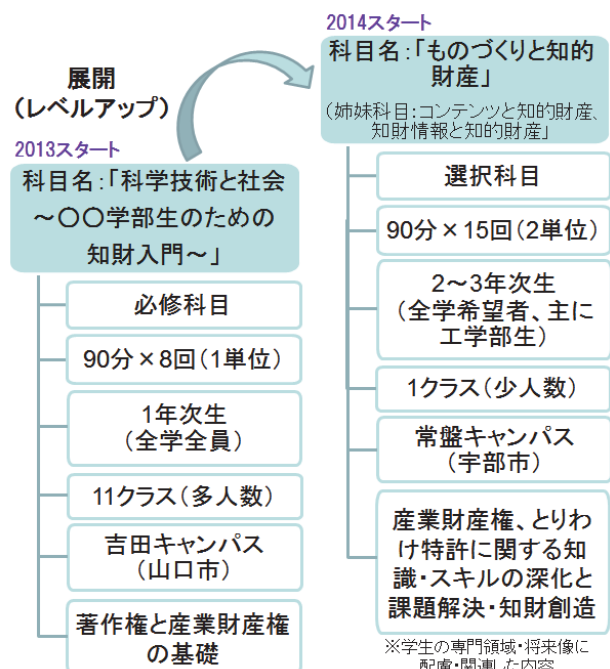 展開
(レベルアップ)
2013スタート
科目名:「科学技術と社会
~〇〇学部生のための
知財入門~」
必修科目
90分×8回(1単位)
1年次生
(全学全員)
11クラス(多人数)
吉田キャンパス
(山口市)
著作権と産業財産権
の基礎
2014スタート
科目名:「ものづくりと知的
財産」
(姉妹科目:コンテンツと知的財産、
知財情報と知的財産」
選択科目
90分×15回(2単位)
2~3年次生
(全学希望者、主に
工学部生)
1クラス(少人数)
常盤キャンパス
(宇部市)
産業財産権、とりわ
け特許に関する知
識・スキルの深化と
課題解決・知財創造
※学生の専門領域・将来像に
配慮・関連した内容